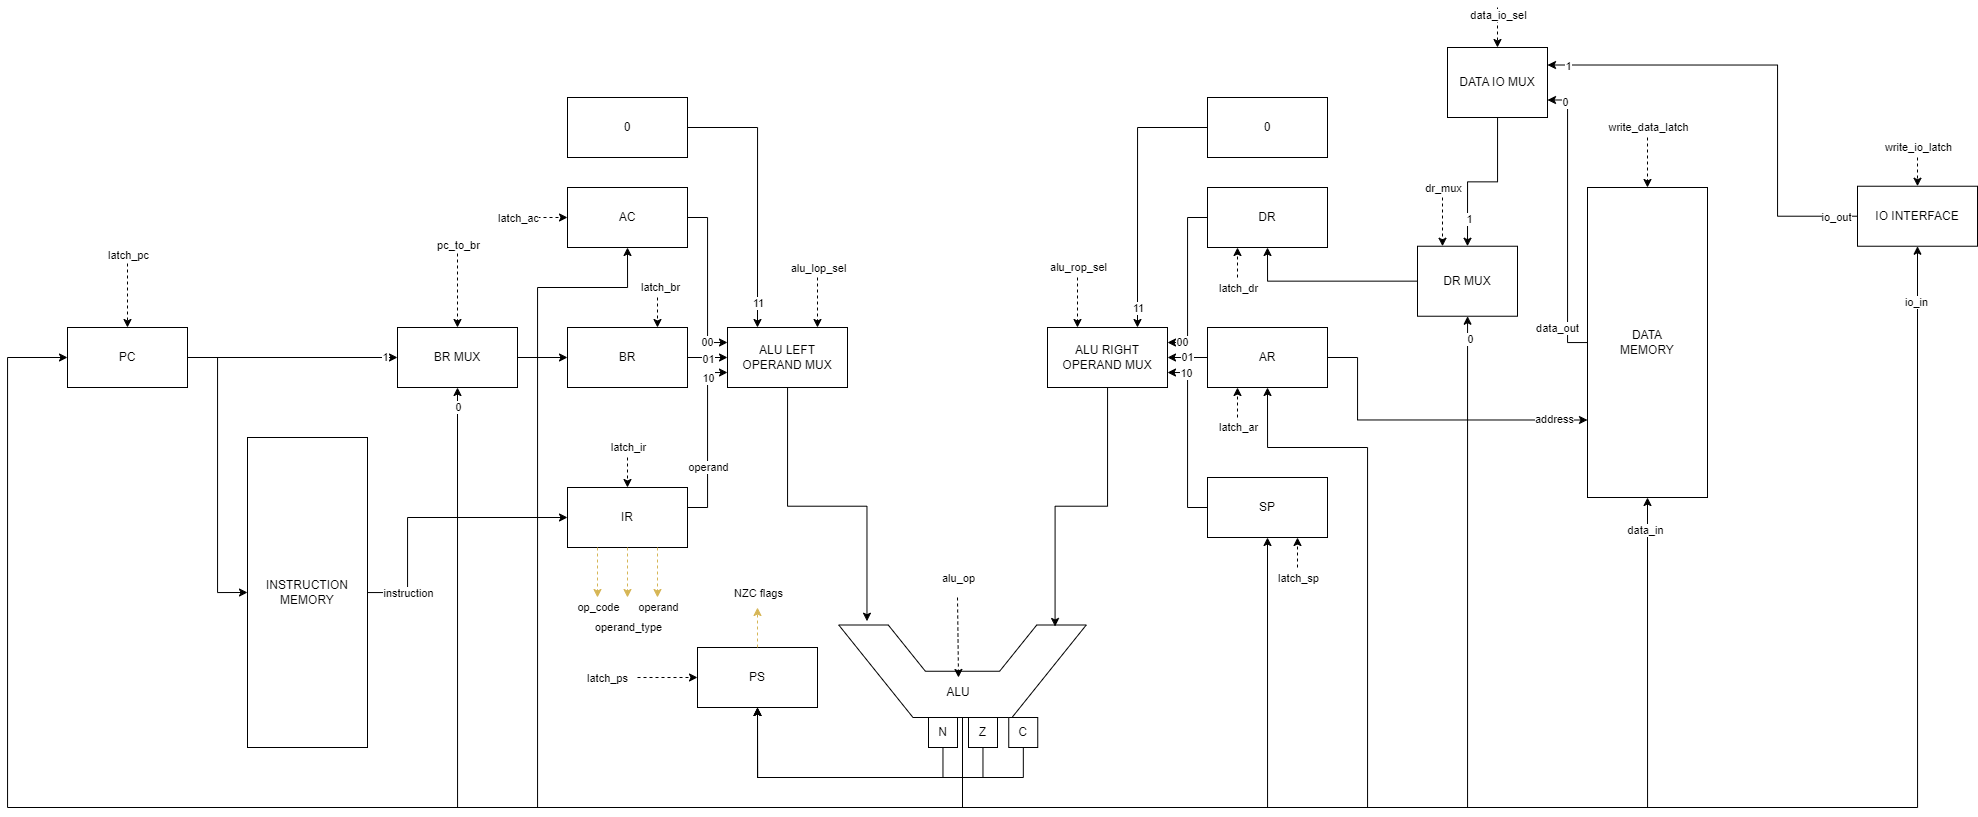 data_io_sel
DATA IO MUX
1
0
0
0
write_data_latch
write_io_latch
dr_mux
latch_ac
AC
DR
1
io_out
IO INTERFACE
pc_to_br
latch_pc
alu_lop_sel
alu_rop_sel
latch_br
latch_dr
DR MUX
11
11
io_in
data_out
PC
1
BR MUX
BR
00
01
10
ALU LEFT
OPERAND MUX
ALU RIGHT
OPERAND MUX
00
01
10
AR
0
DATA
MEMORY
0
latch_ar
address
latch_ir
operand
IR
SP
instruction
data_in
INSTRUCTION
MEMORY
op_code
operand
operand_type
NZC flags
alu_op
latch_sp
latch_ps
PS
ALU
N
Z
C